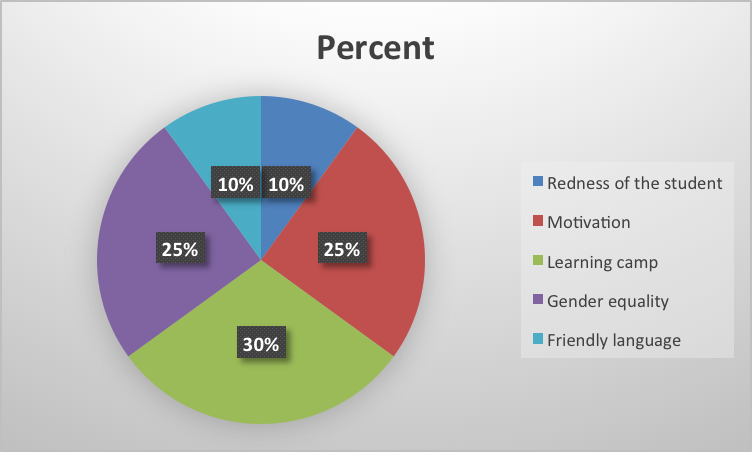 Percent
10%
10%
25%
25%
30%
Redness of the student
Motivation
Learning camp
Gender equality
Friendly language